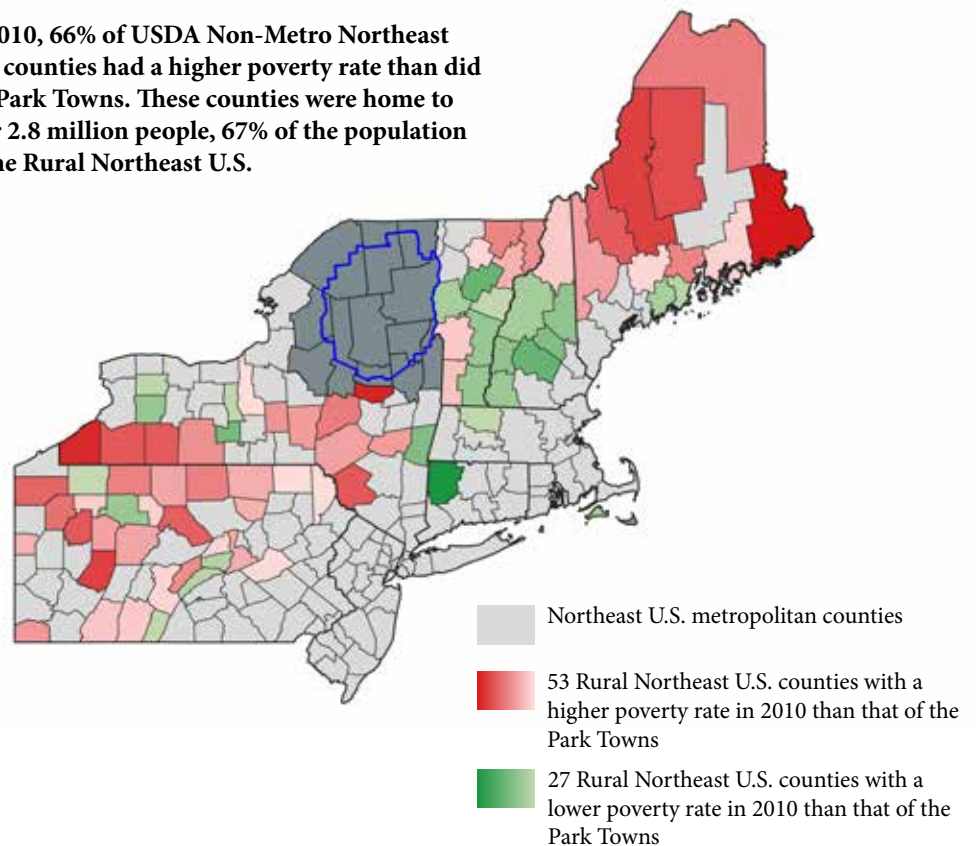 010, 66% of USDA Non-Metro Northeast
counties had a higher poverty rate than did
Park Towns. These counties were home to
2.8 million people, 67% of the population
he Rural Northeast U.S.
Northeast U.S. metropolitan counties
53 Rural Northeast U.S. counties with a
higher poverty rate in 2010 than that of the
Park Towns
27 Rural Northeast U.S. counties with a
lower poverty rate in 2010 than that of the
Park Towns